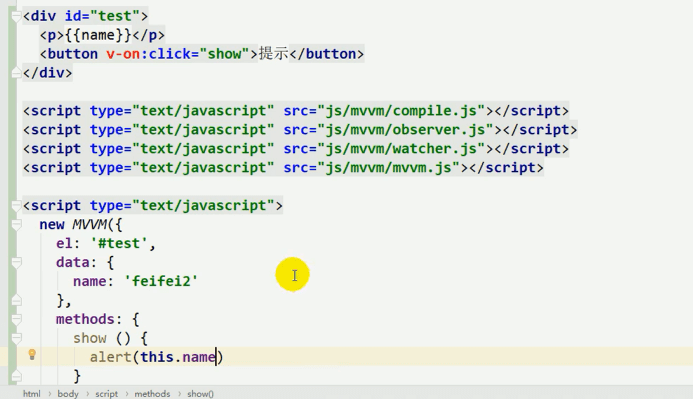 <div id="test">
  <p>{{name}}</p>
  <button v-on:click="show">提示</button>
</div>
<script type="text/javascript" src="js/mvvm/compile.js"></script>
<script type="text/javascript" src="js/mvvm/observer.js"></script>
<script type="text/javascript" src="js/mvvm/watcher.js"></script>
<script type="text/javascript" src="js/mvvm/mvvm.js"></script>
<script type="text/javascript">
  new MVVM({
    el: '#test',
    data: {
      name: 'feifei2'
    },
    methods: {
      show () {
        alert(this.name)
      }
html › body › script › methods › show()